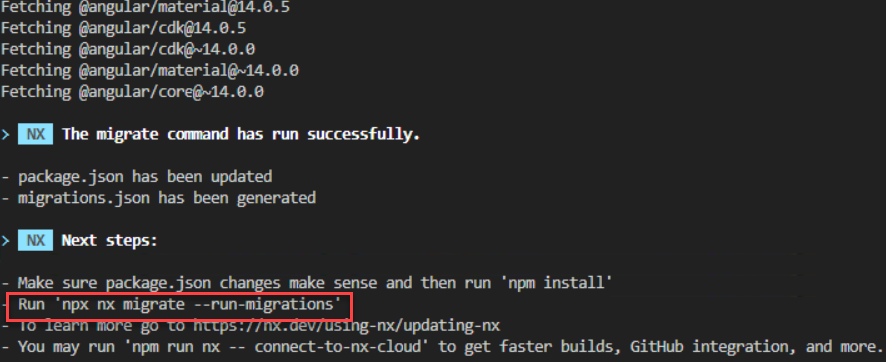 Fetching @angular/material@14.0.5
Fetching @angular/cdk@14.0.5
Fetching @angular/cdk@~14.0.0
Fetching @angular/material@~14.0.0
Fetching @angular/core@~14.0.0
> NX The migrate command has run successfully.
- package.json has been updated
- migrations.json has been generated
> NX Next steps:
- Make sure package.json changes make sense and then run 'npm install'
- Run 'npx nx migrate --run-migrations'
- To learn more go to https://nx.dev/using-nx/updating-nx
- You may run 'npm run nx -- connect-to-nx-cloud' to get faster builds, GitHub integration, and more.